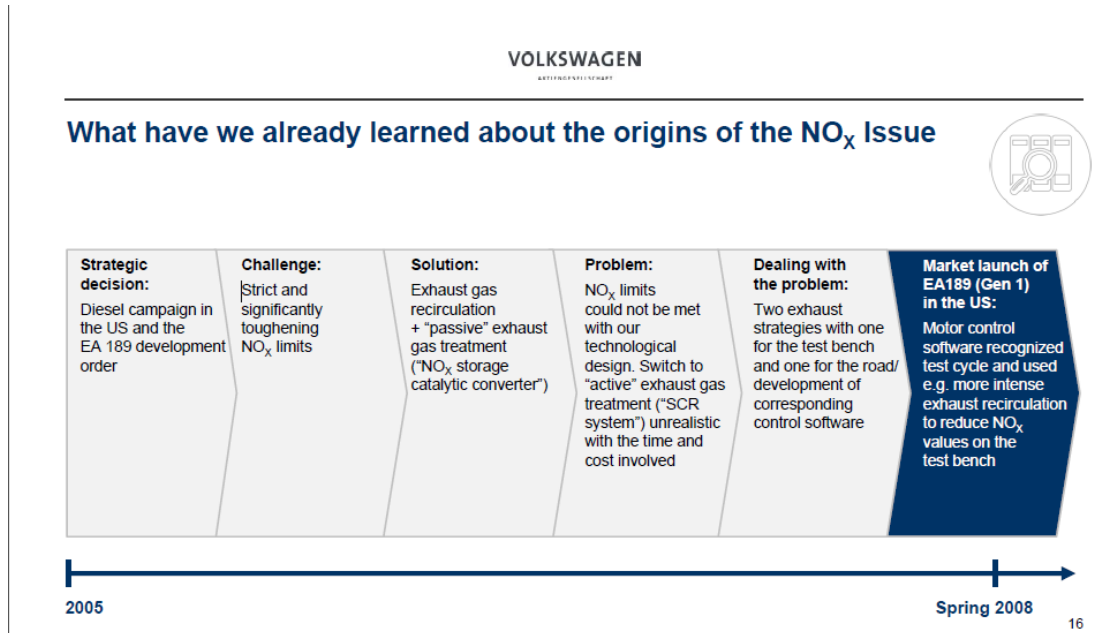 VOLKSWAGEN
AKTIENGESELLSCHAFT
What have we already learned about the origins of the NOX Issue
Strategic
decision:
Diesel campaign in
the US and the
EA 189 development
order
Challenge:
Strict and
significantly
toughening
NOX limits
Solution:
Exhaust gas
recirculation
+ “passive” exhaust
gas treatment
(“NOX storage
catalytic converter”)
Problem:
NOX limits
could not be met
with our
technological
design. Switch to
“active” exhaust gas
treatment (“SCR
system”) unrealistic
with the time and
cost involved
Dealing with
the problem:
Two exhaust
strategies with one
for the test bench
and one for the road/
development of
corresponding
control software
Market launch of
EA189 (Gen 1)
in the US:
Motor control
software recognized
test cycle and used
e.g. more intense
exhaust recirculation
to reduce NOX
values on the
test bench
2005
Spring 2008
16